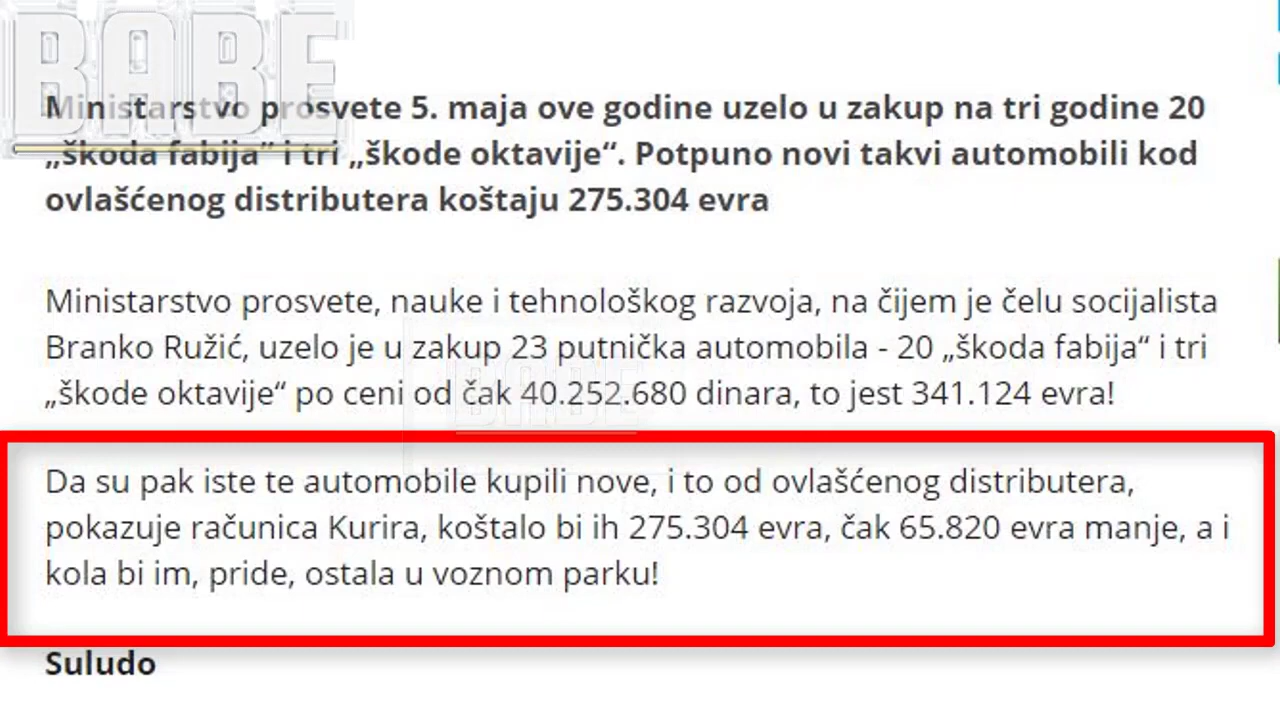 BABE
Ministarstvo prosvete 5. maja ove godine uzelo u zakup na tri godine 20
„škoda fabija“ i tri „škode oktavije“. Potpuno novi takvi automobili kod
ovlašćenog distributera koštaju 275.304 evra
Ministarstvo prosvete, nauke i tehnološkog razvoja, na čijem je čelu socijalista
Branko Ružić, uzelo je u zakup 23 putnička automobila - 20 „škoda fabija“ i tri
„škode oktavije“ po ceni od čak 40.252.680 dinara, to jest 341.124 evra!
BABE
Da su pak iste te automobile kupili nove, i to od ovlašćenog distributera,
pokazuje računica Kurira, koštalo bi ih 275.304 evra, čak 65.820 evra manje, a i
kola bi im, pride, ostala u voznom parku!
Suludo